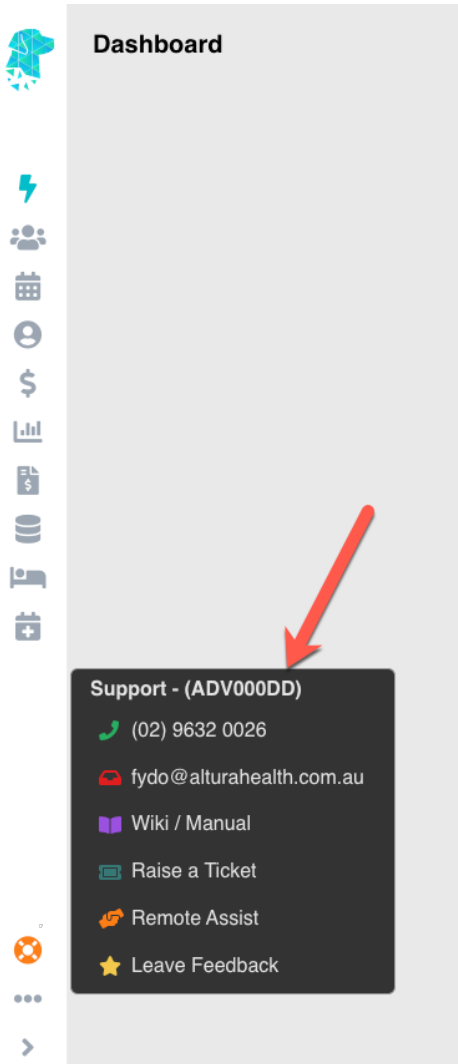 Dashboard
Support - (ADV000DD)
(02) 9632 0026
fydo@alturahealth.com.au
Wiki / Manual
Raise a Ticket
Remote Assist
Leave Feedback